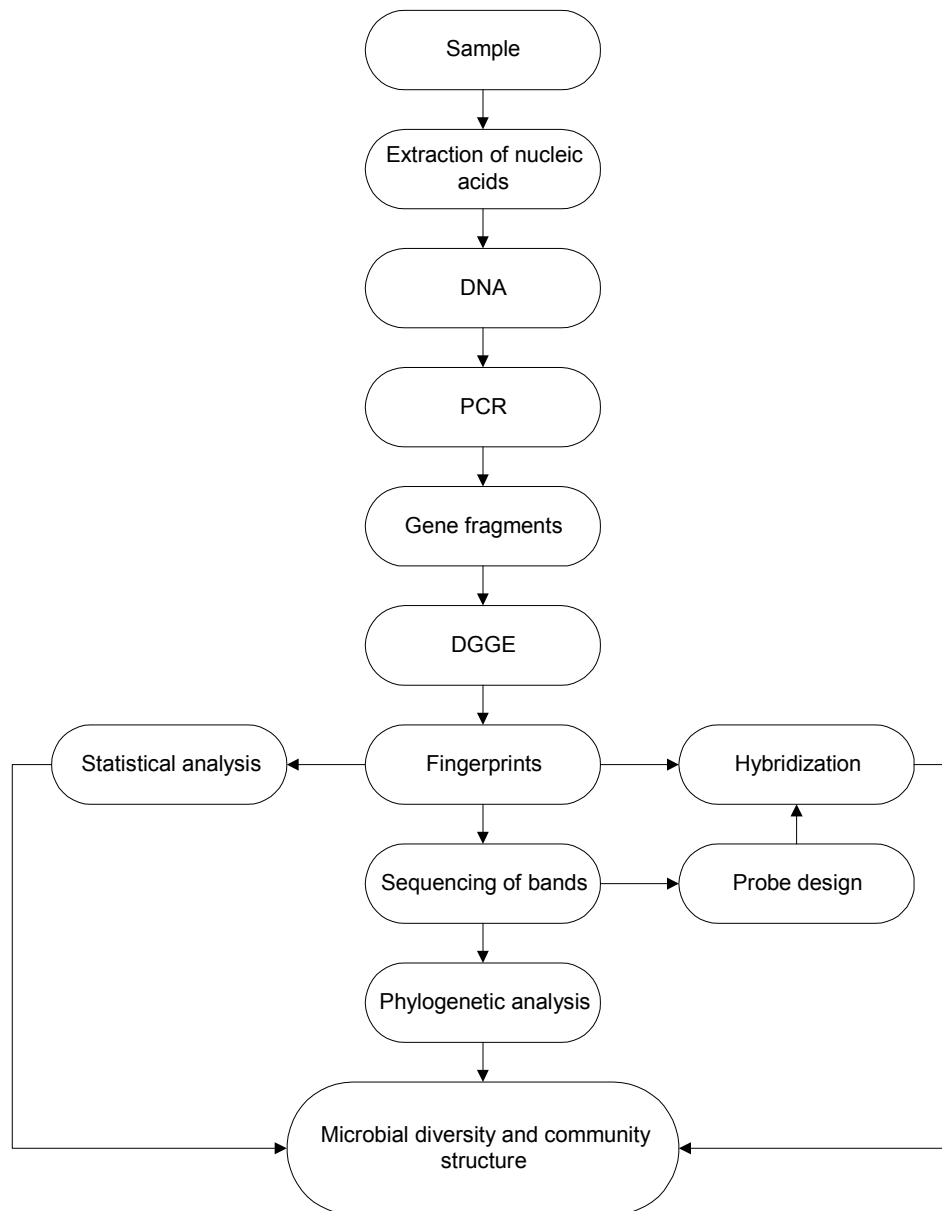 Sample
Extraction of nucleic
acids
DNA
PCR
Gene fragments
DGGE
Statistical analysis
Fingerprints
Hybridization
Sequencing of bands
Probe design
Phylogenetic analysis
Microbial diversity and community
structure